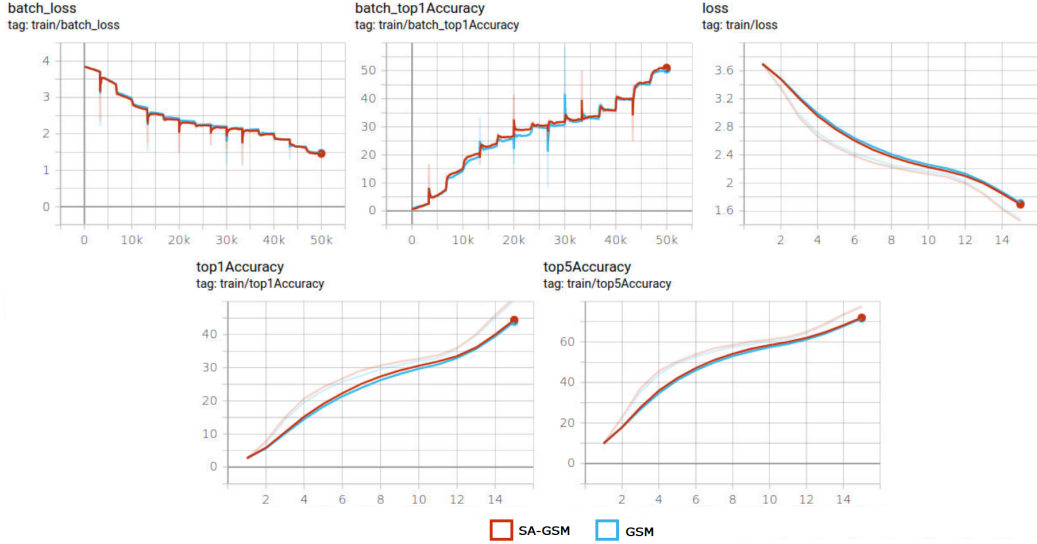 batch_loss
tag: train/batch_loss
4
3
2
1
0
0 10k 20k 30k 40k 50k
batch_top1Accuracy
tag: train/batch_top1Accuracy
50
40
30
20
10
0
0 10k 20k 30k 40k 50k
loss
tag: train/loss
3.6
3.2
2.8
2.4
2
1.6
2 4 6 8 10 12 14
top1Accuracy
tag: train/top1Accuracy
40
30
20
10
0
2 4 6 8 10 12 14
top5Accuracy
tag: train/top5Accuracy
60
40
20
0
2 4 6 8 10 12 14
SA-GSM GSM